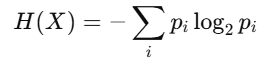 H(X) = − ∑_i p_i log_2 p_i